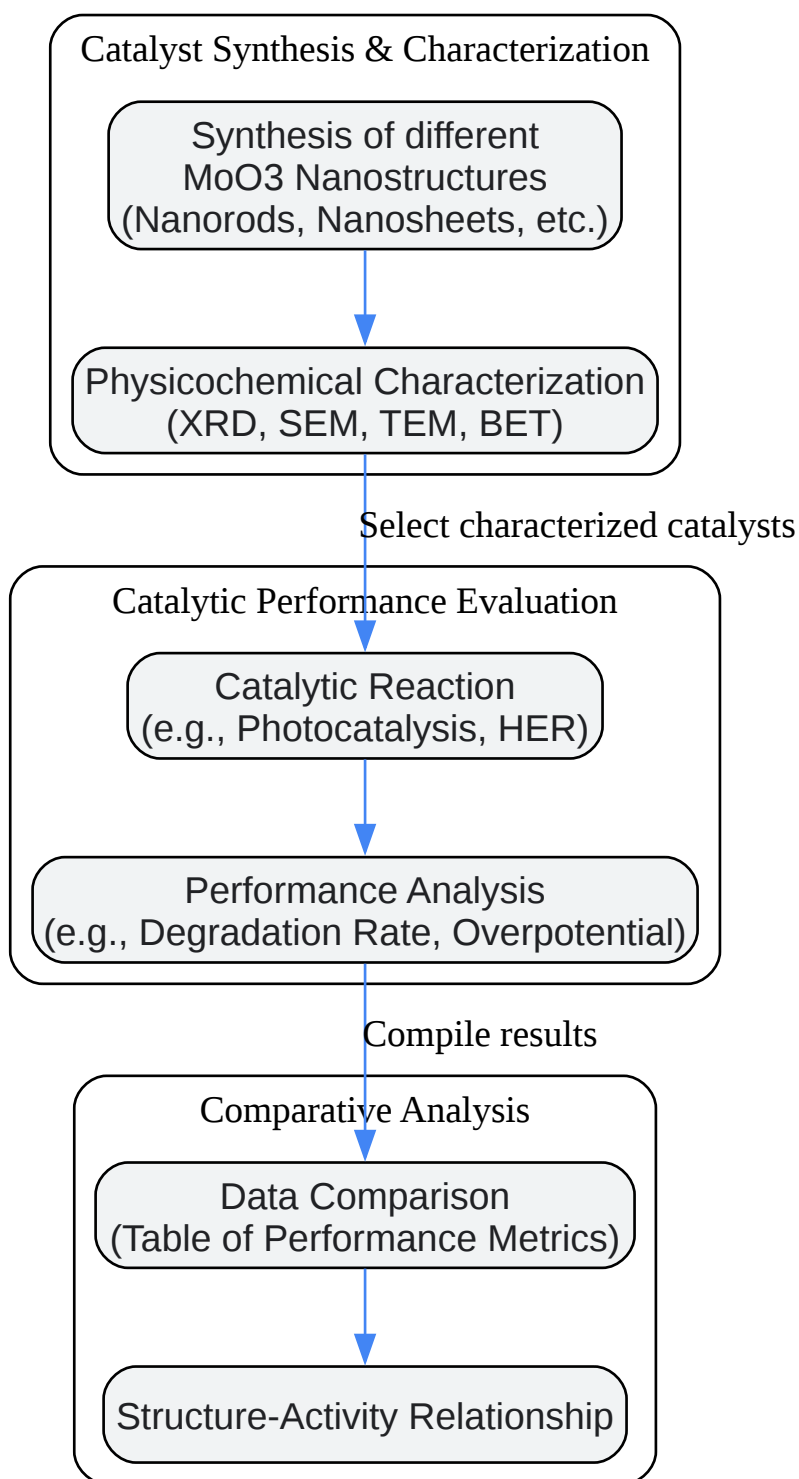 Catalyst Synthesis & Characterization
Synthesis of different
MoO3 Nanostructures
(Nanorods, Nanosheets, etc.)
Physicochemical Characterization
(XRD, SEM, TEM, BET)
Select characterized catalysts
Catalytic Performance Evaluation
Catalytic Reaction
(e.g., Photocatalysis, HER)
Performance Analysis
(e.g., Degradation Rate, Overpotential)
Compile results
Comparative Analysis
Data Comparison
(Table of Performance Metrics)
Structure-Activity Relationship